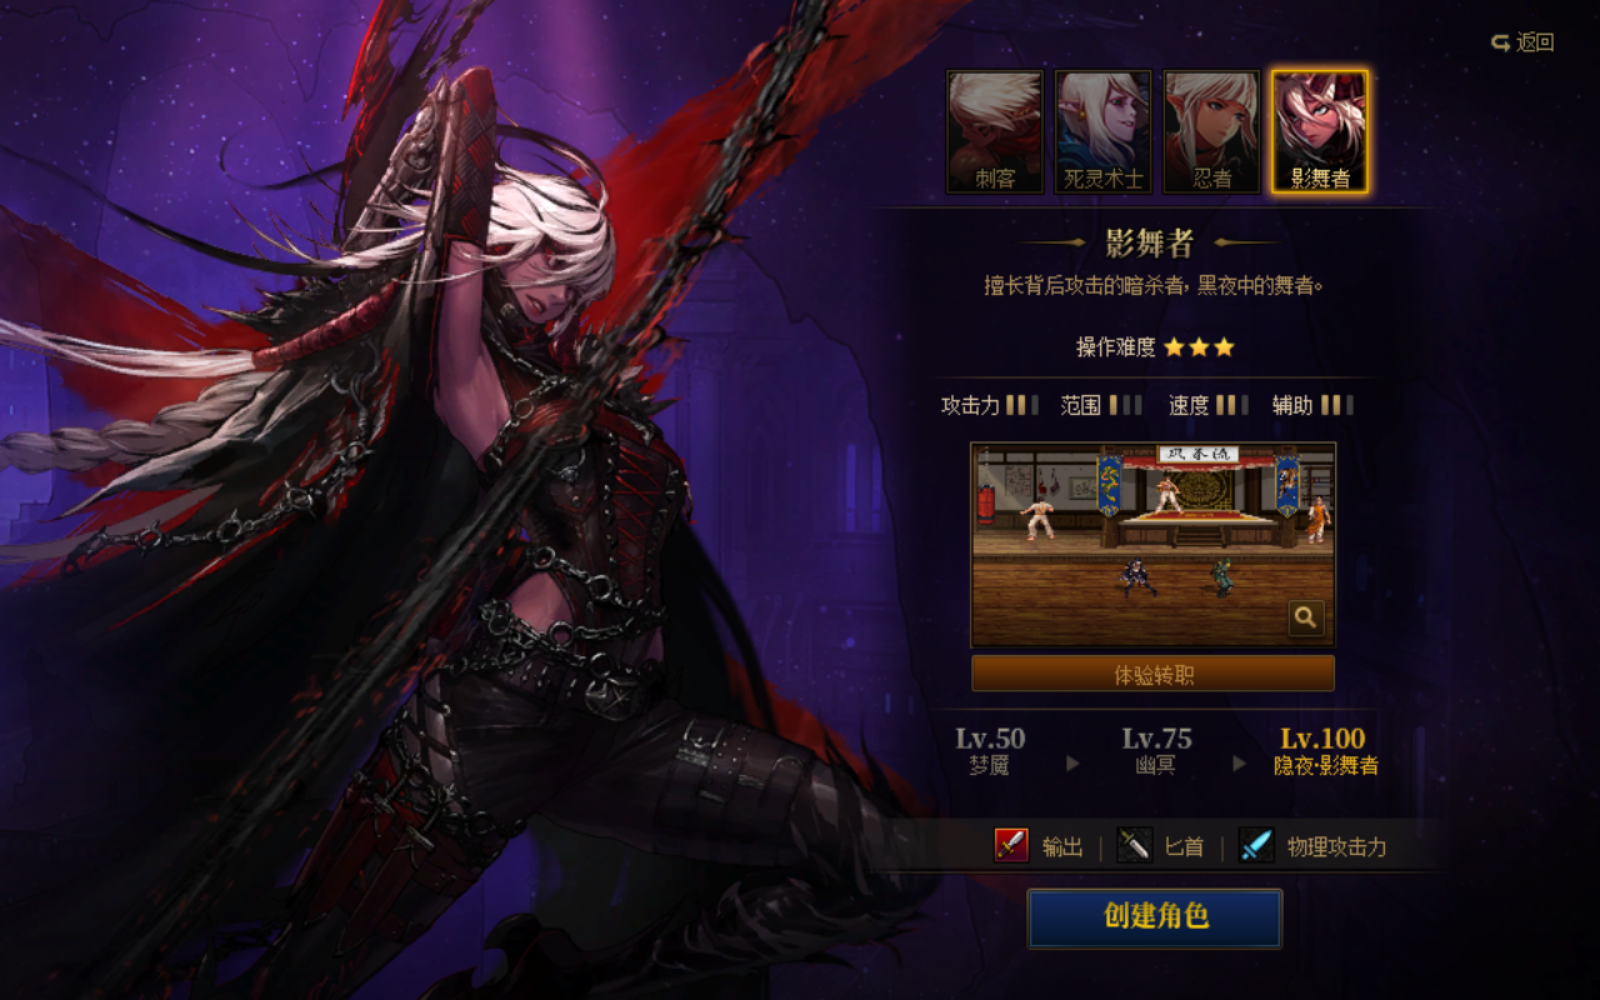 返回
刺客 死灵术士 忍者 影舞者
影舞者
擅长背后攻击的暗杀者，黑夜中的舞者。
操作难度
攻击力 范围 速度 辅助
体验转职
Lv.50 Lv.75 Lv.100
梦魇 幽冥 隐夜·影舞者
输出 | 匕首 | 物理攻击力
创建角色